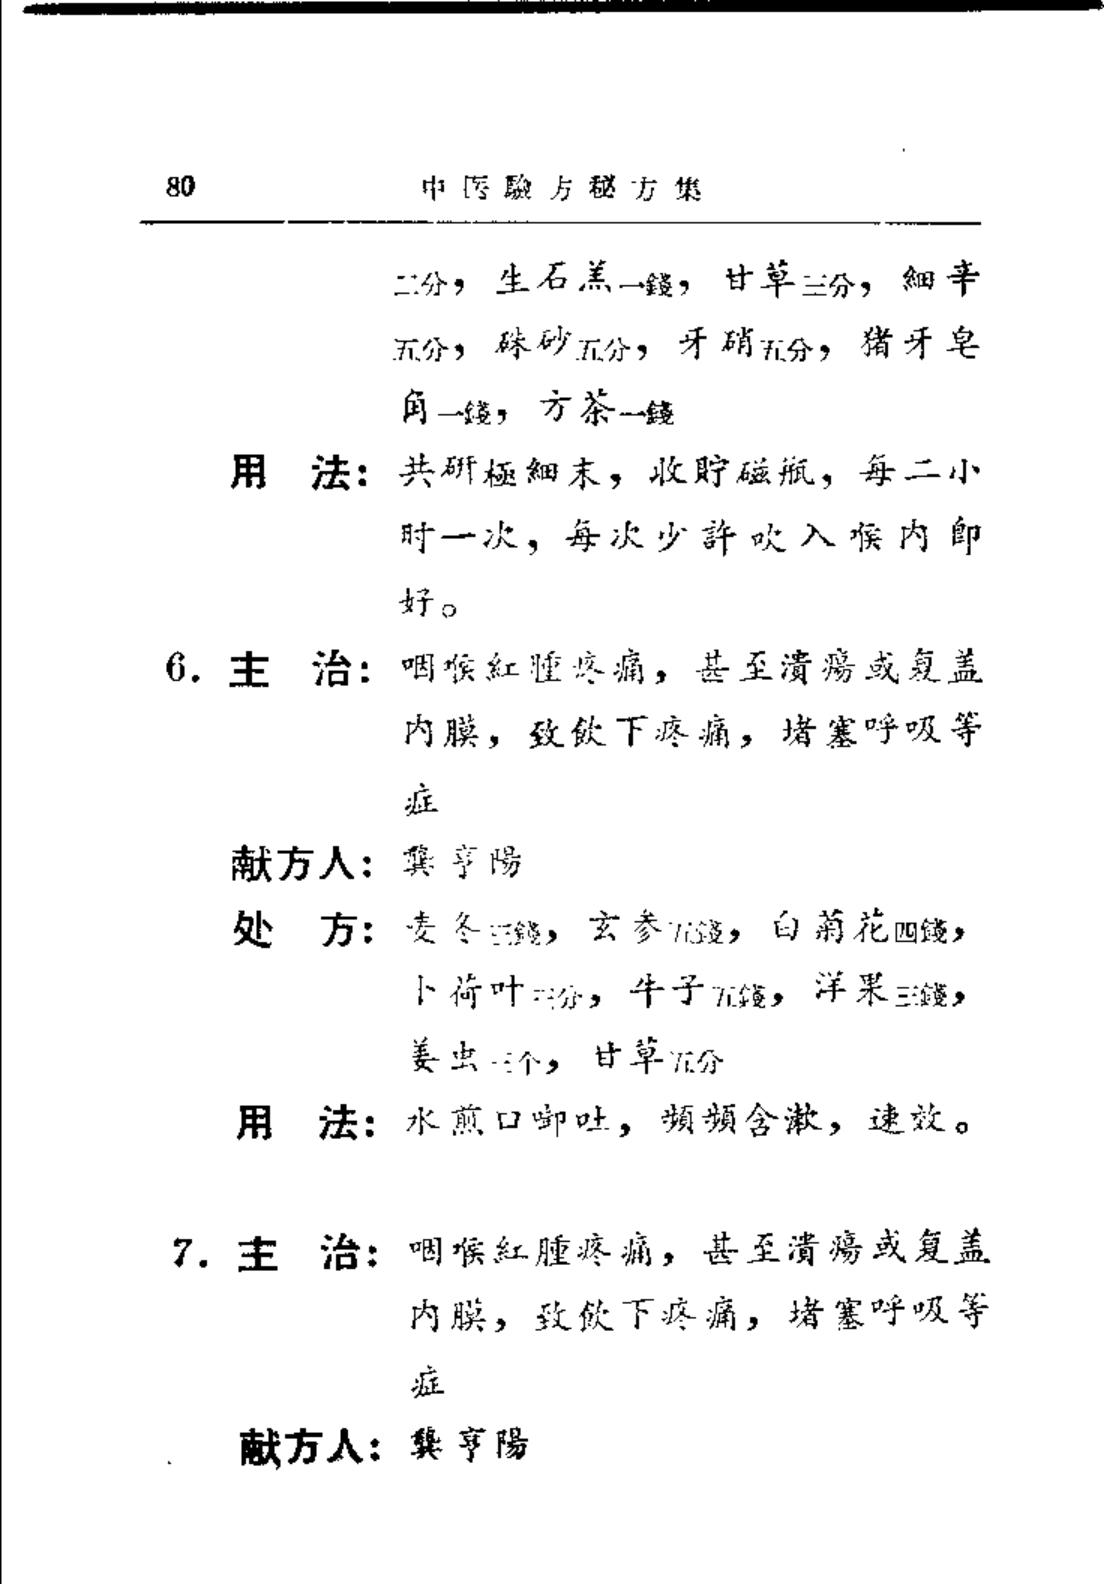 80 中医驗方秘方集
二分，生石羔一錢，甘草三分，細辛
五分，硃砂五分，牙硝五分，猪牙皂
角一錢，方茶一錢
用　法：共研極細末，收貯磁瓶，每二小
时一次，每次少許吹入喉内即
好。
6. 主　治：咽喉紅腫疼痛，甚至潰瘍或复盖
内膜，致飲下疼痛，堵塞呼吸等
症
献方人：龔亨陽
处　方：麦冬三錢，玄参五錢，白菊花四錢，
卜荷叶三分，牛子五錢，洋果三錢，
姜虫三个，甘草五分
用　法：水煎口啣吐，頻頻含漱，速效。
7. 主　治：咽喉紅腫疼痛，甚至潰瘍或复盖
内膜，致飲下疼痛，堵塞呼吸等
症
献方人：龔亨陽